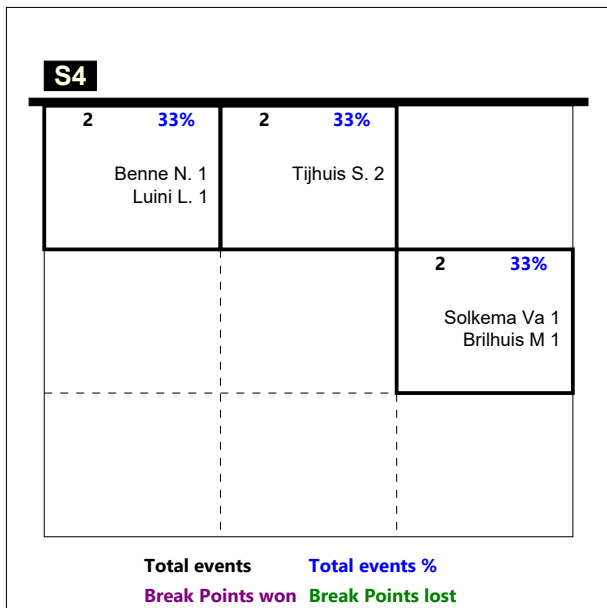 S4
2 33% 2 33%
Benne N. 1 Tijhuis S. 2
Luini L. 1
2 33%
Solkema Va 1
Brilhuis M 1
Total events Total events %
Break Points won Break Points lost